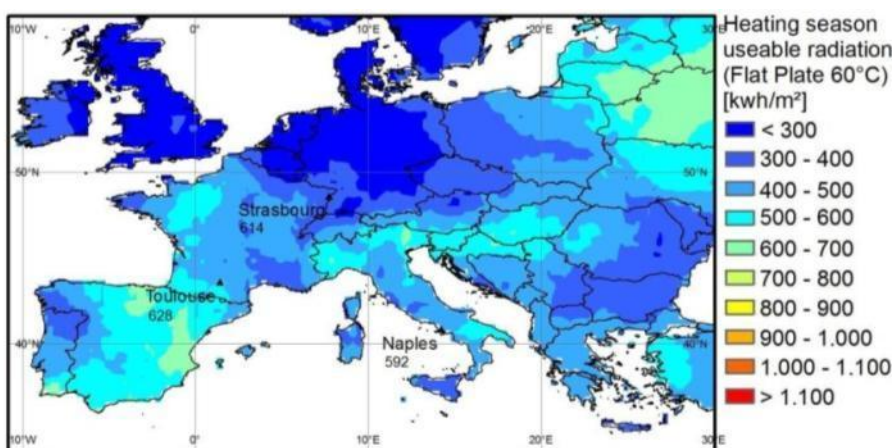 10°W
0°
10°E
20°E
30°E
Heating season
useable radiation
(Flat Plate 60°C)
[kwh/m²]
< 300
300 - 400
400 - 500
500 - 600
600 - 700
700 - 800
800 - 900
900 - 1.000
1.000 - 1.100
> 1.100
50°N
50°N
Strasbourg
614
Toulouse
628
Naples
592
40°N
40°N
10°W
0°
10°E
20°E
30°E